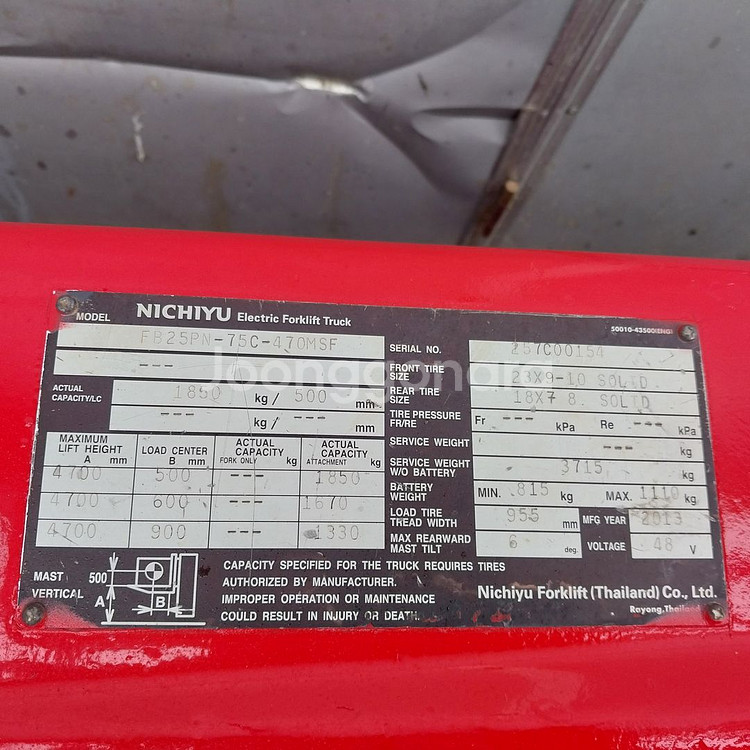 NICHIYU Electric Forklift Truck
50010-43500(ENG)
MODEL FB25PN-75C-470MSF
---
ACTUAL CAPACITY/LC 1850 kg / 500 mm
--- kg / --- mm
MAXIMUM LIFT HEIGHT A mm LOAD CENTER B mm ACTUAL CAPACITY FORK ONLY kg ACTUAL CAPACITY ATTACHMENT kg
4700 500 --- 1850
4700 600 --- 1670
4700 900 --- 1330
SERIAL NO. 257C00154
FRONT TIRE SIZE 23X9-10 SOLID
REAR TIRE SIZE 18X7 8 SOLID
TIRE PRESSURE FR/RE Fr --- kPa Re --- kPa
SERVICE WEIGHT --- kg
SERVICE WEIGHT W/O BATTERY 3715 kg
BATTERY WEIGHT MIN. 815 kg MAX. 1110 kg
LOAD TIRE TREAD WIDTH 955 mm MFG YEAR 2013
MAX REARWARD MAST TILT 6 deg. VOLTAGE 48 V
MAST VERTICAL 500 A B
CAPACITY SPECIFIED FOR THE TRUCK REQUIRES TIRES
AUTHORIZED BY MANUFACTURER.
IMPROPER OPERATION OR MAINTENANCE
COULD RESULT IN INJURY OR DEATH.
Nichiyu Forklift (Thailand) Co., Ltd.
Rayong.Thailand